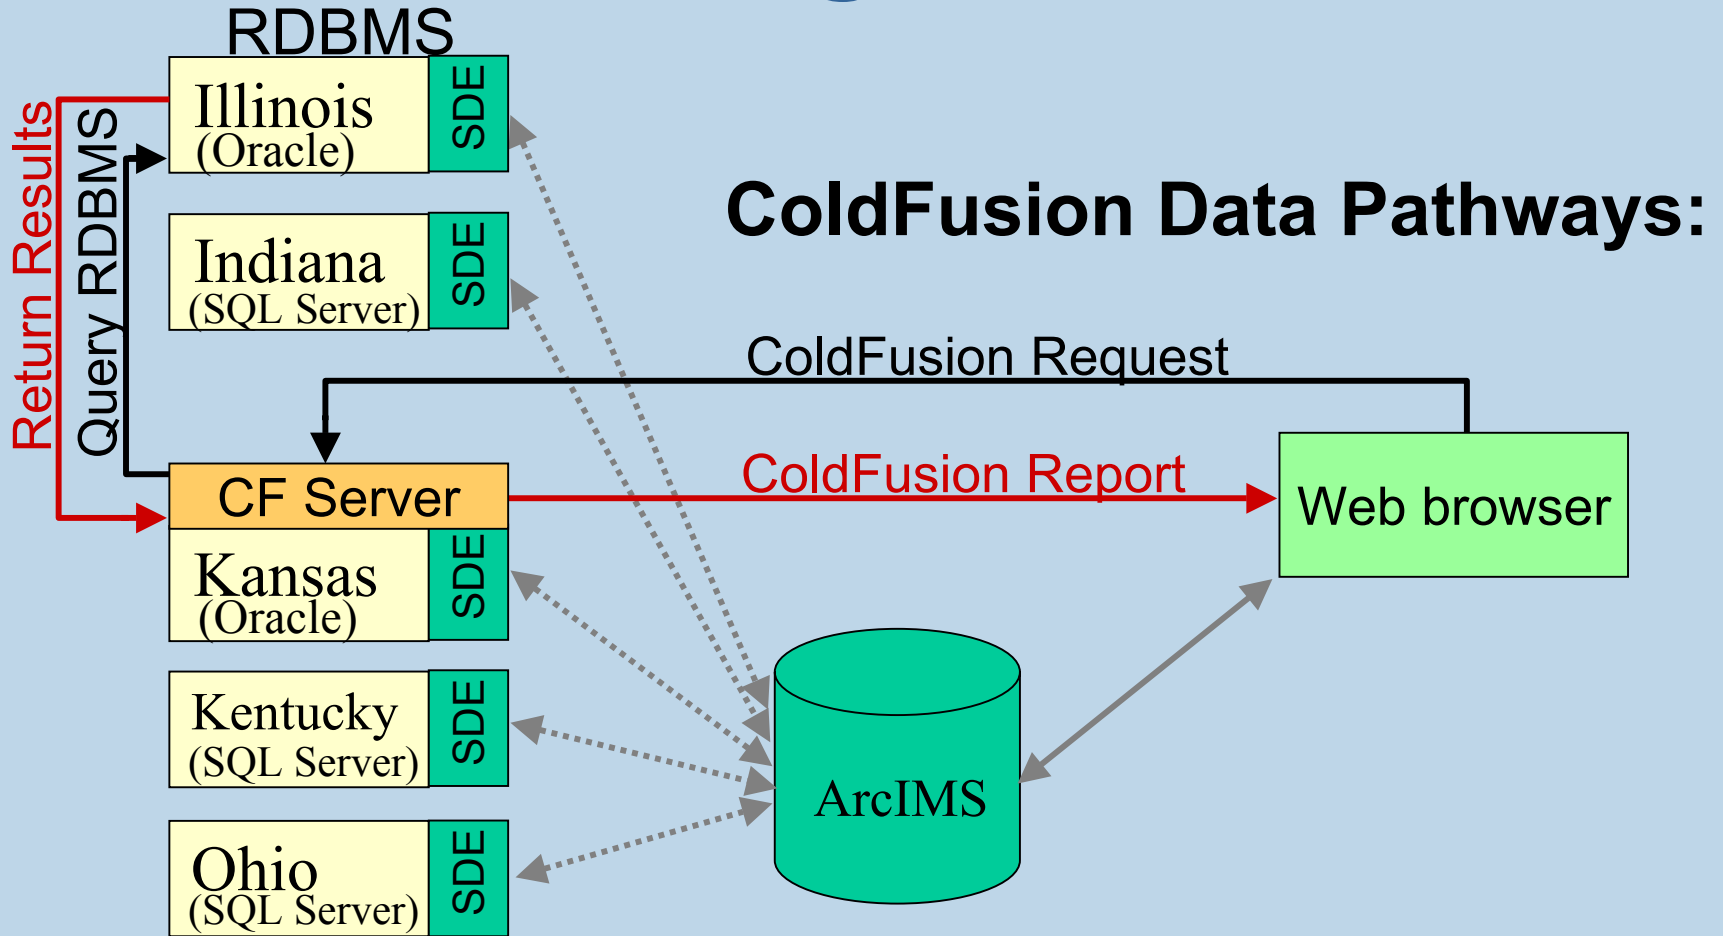 RDBMS
Illinois
(Oracle)
SDE
Return Results
Query RDBMS
ColdFusion Data Pathways:
Indiana
(SQL Server)
SDE
ColdFusion Request
CF Server
ColdFusion Report
Web browser
Kansas
(Oracle)
SDE
Kentucky
(SQL Server)
SDE
ArcIMS
Ohio
(SQL Server)
SDE